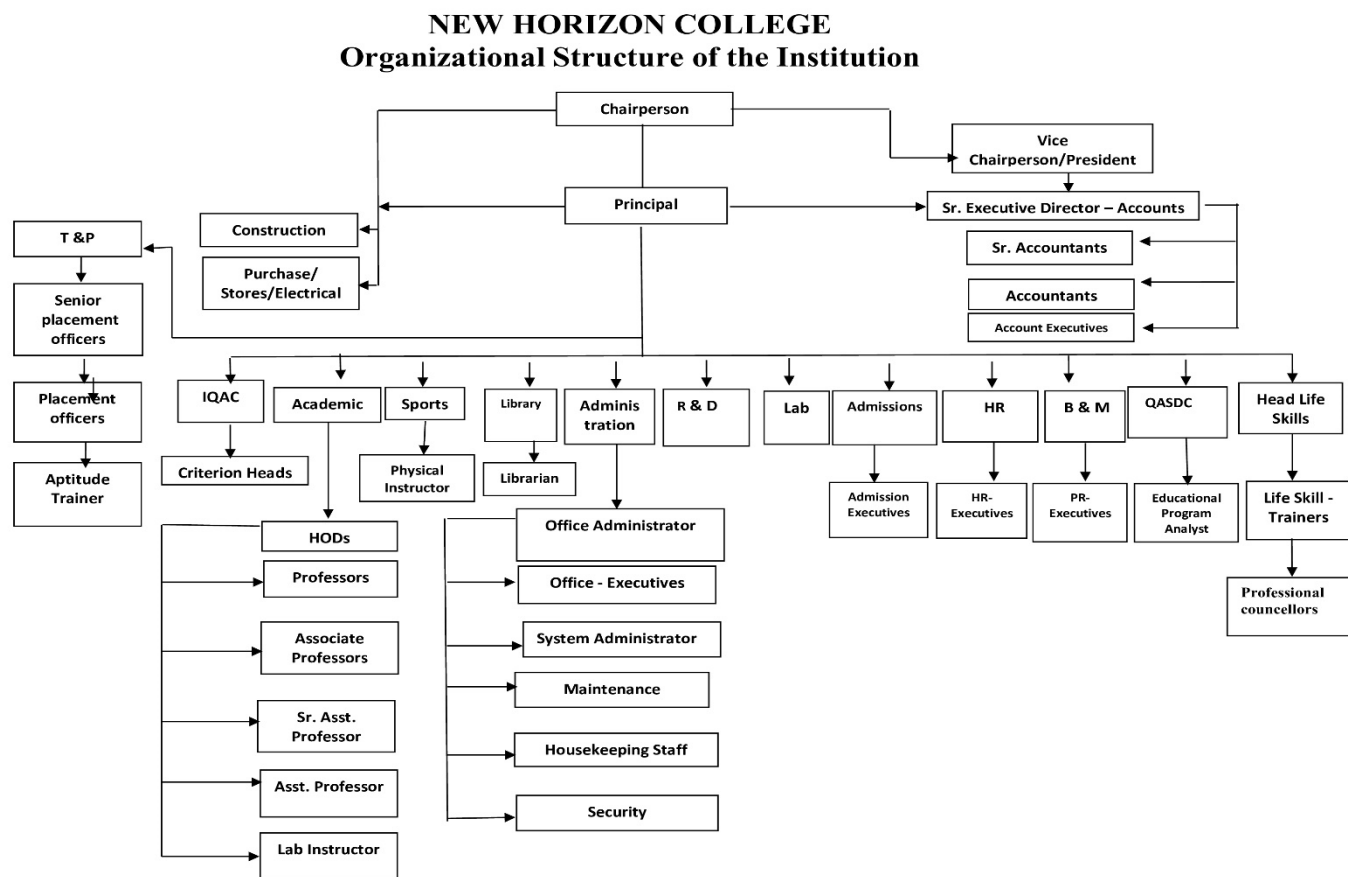 NEW HORIZON COLLEGE
Organizational Structure of the Institution
Chairperson
Vice
Chairperson/President
Principal
Sr. Executive Director – Accounts
Construction
T &P
Sr. Accountants
Purchase/
Stores/Electrical
Senior
placement
officers
Accountants
Account Executives
Placement
officers
IQAC
Academic
Sports
Library
Adminis
tration
R & D
Lab
Admissions
HR
B & M
QASDC
Head Life
Skills
Aptitude
Trainer
Criterion Heads
Physical
Instructor
Librarian
Admission
Executives
HR-
Executives
PR-
Executives
Educational
Program
Analyst
Life Skill -
Trainers
HODs
Office Administrator
Professors
Office - Executives
Professional
councellors
Associate
Professors
System Administrator
Maintenance
Sr. Asst.
Professor
Housekeeping Staff
Asst. Professor
Security
Lab Instructor